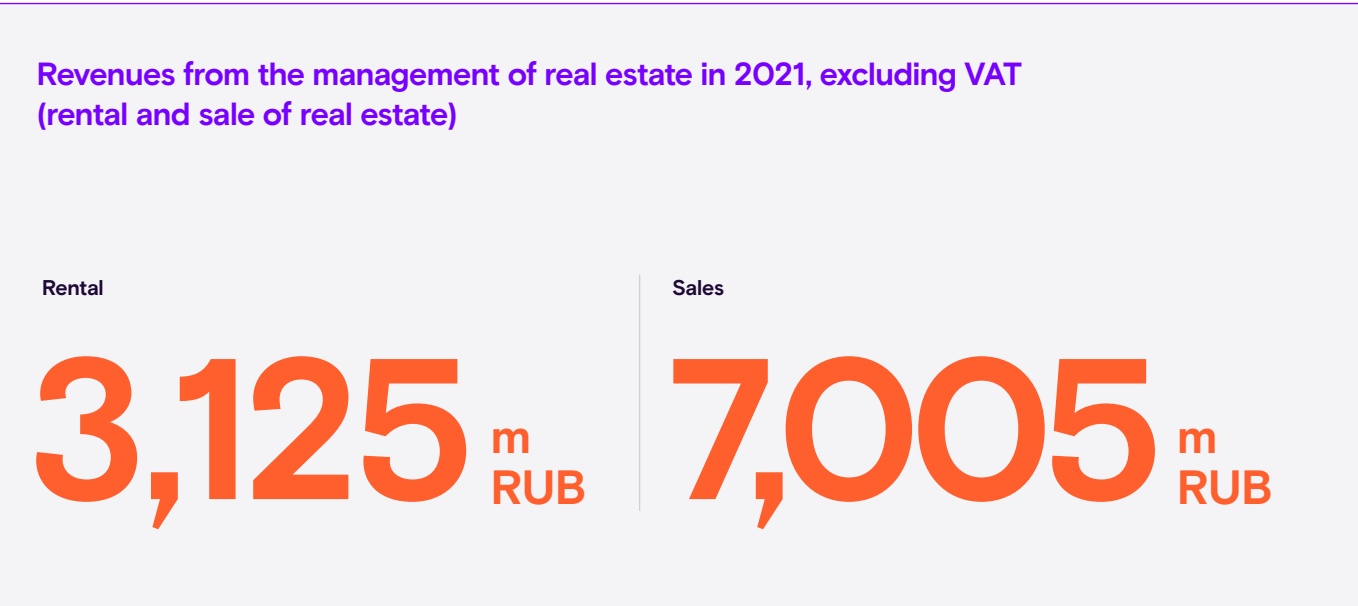 Revenues from the management of real estate in 2021, excluding VAT
(rental and sale of real estate)
Rental
3,125 m RUB
Sales
7,005 m RUB